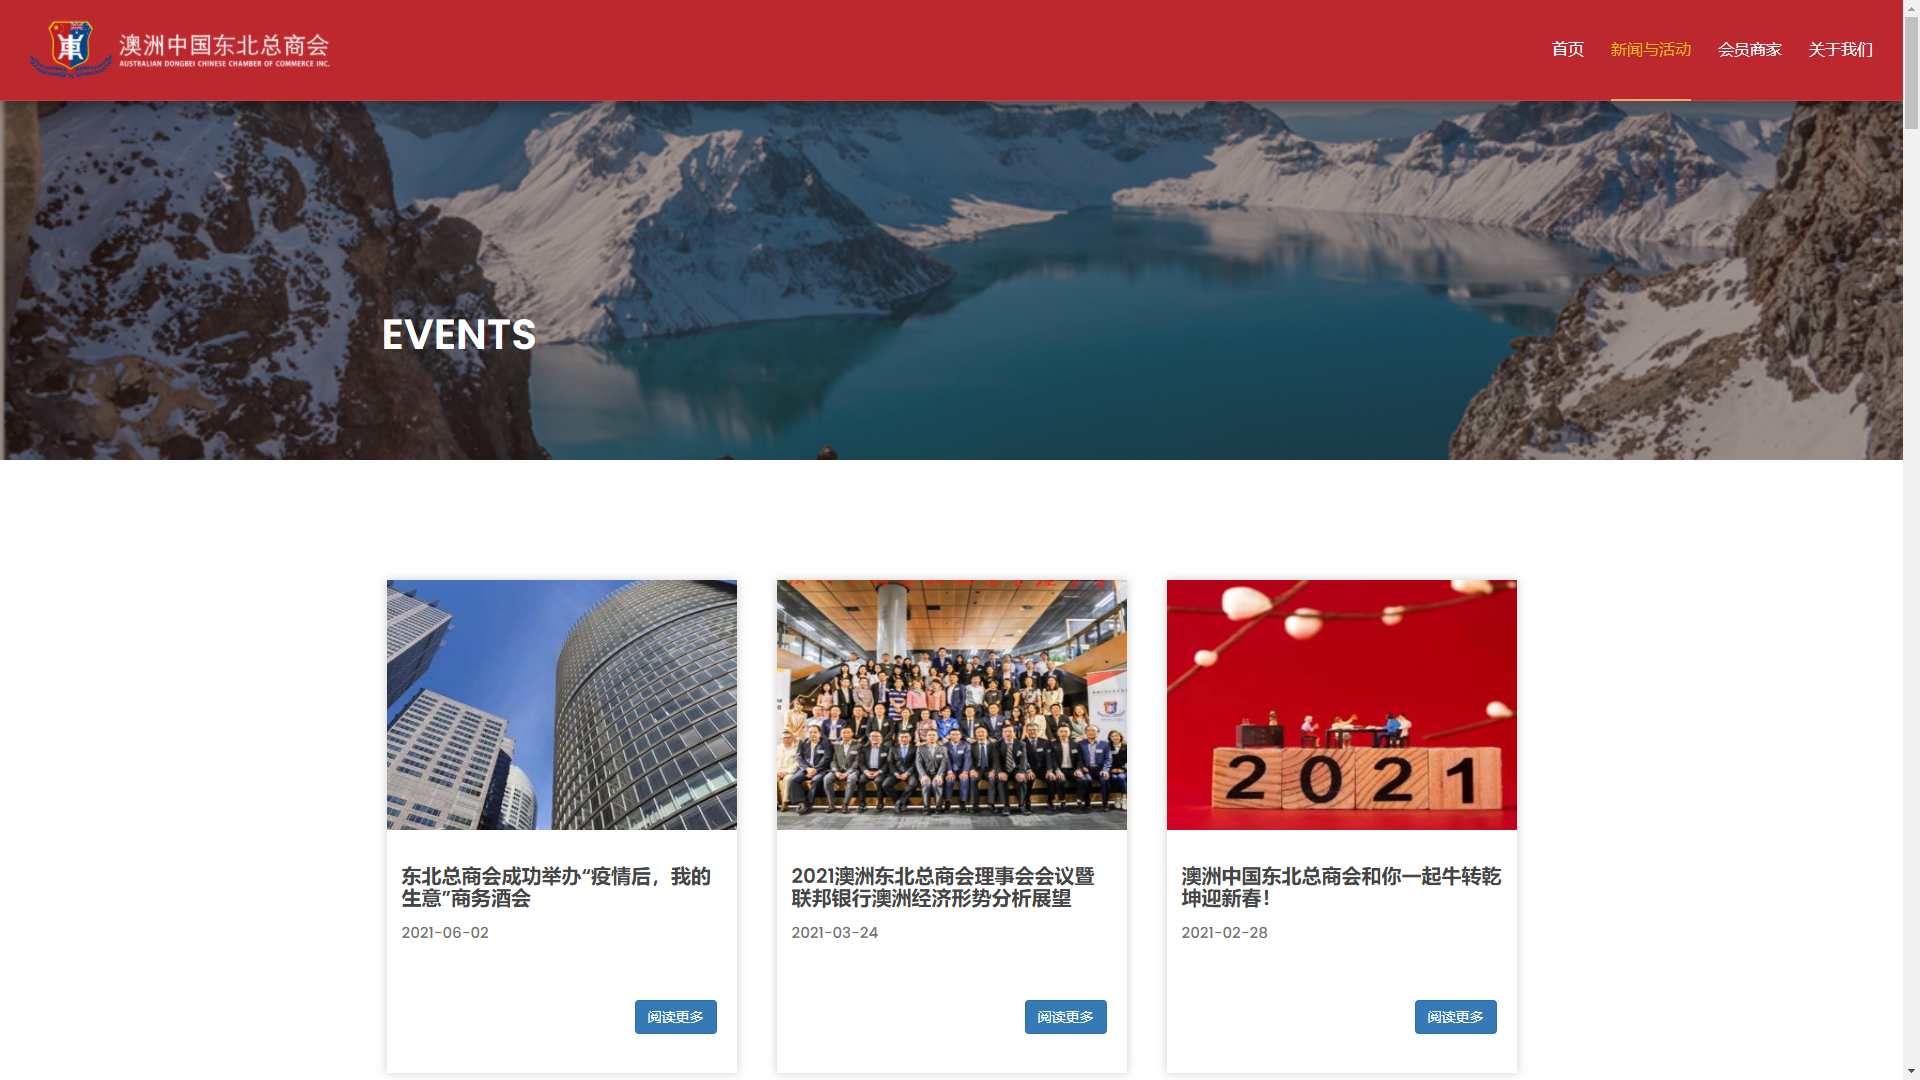 澳洲中国东北总商会
AUSTRALIAN DONGBEI CHINESE CHAMBER OF COMMERCE INC.
首页
新闻与活动
会员商家
关于我们
EVENTS
2021
东北总商会成功举办“疫情后，我的
生意”商务酒会
2021-06-02
阅读更多
2021澳洲东北总商会理事会会议暨
联邦银行澳洲经济形势分析展望
2021-03-24
阅读更多
澳洲中国东北总商会和你一起牛转乾
坤迎新春！
2021-02-28
阅读更多